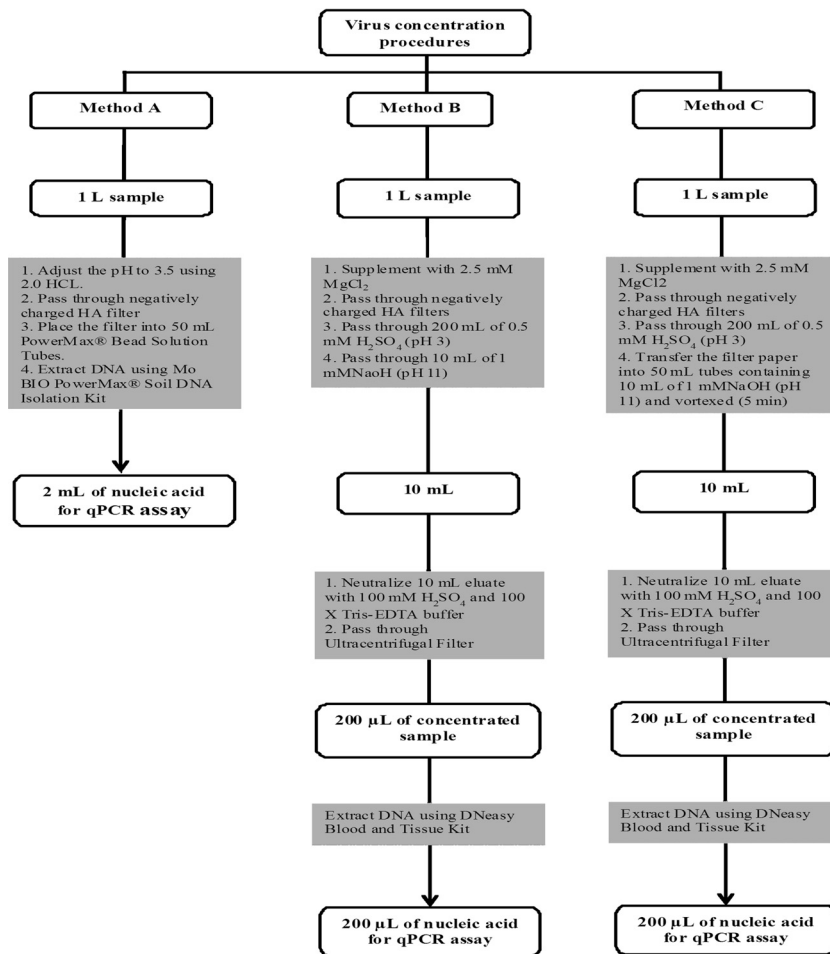 Virus concentration
procedures
Method A
1 L sample
1. Adjust the pH to 3.5 using
2.0 HCL.
2. Pass through negatively
charged HA filter
3. Place the filter into 50 mL
PowerMax® Bead Solution
Tubes.
4. Extract DNA using Mo
BIO PowerMax® Soil DNA
Isolation Kit
2 mL of nucleic acid
for qPCR assay
Method B
1 L sample
1. Supplement with 2.5 mM
MgCl₂
2. Pass through negatively
charged HA filters
3. Pass through 200 mL of 0.5
mM H₂SO₄ (pH 3)
4. Pass through 10 mL of 1
mMNaoH (pH 11)
10 mL
1. Neutralize 10 mL eluate
with 100 mM H₂SO₄ and 100
X Tris-EDTA buffer
2. Pass through
Ultracentrifugal Filter
200 µL of concentrated
sample
Extract DNA using DNeasy
Blood and Tissue Kit
200 µL of nucleic acid
for qPCR assay
Method C
1 L sample
1. Supplement with 2.5 mM
MgCl2
2. Pass through negatively
charged HA filters
3. Pass through 200 mL of 0.5
mM H₂SO₄ (pH 3)
4. Transfer the filter paper
into 50 mL tubes containing
10 mL of 1 mMNaOH (pH
11) and vortexed (5 min)
10 mL
1. Neutralize 10 mL eluate
with 100 mM H₂SO₄ and 100
X Tris-EDTA buffer
2. Pass through
Ultracentrifugal Filter
200 µL of concentrated
sample
Extract DNA using DNeasy
Blood and Tissue Kit
200 µL of nucleic acid
for qPCR assay